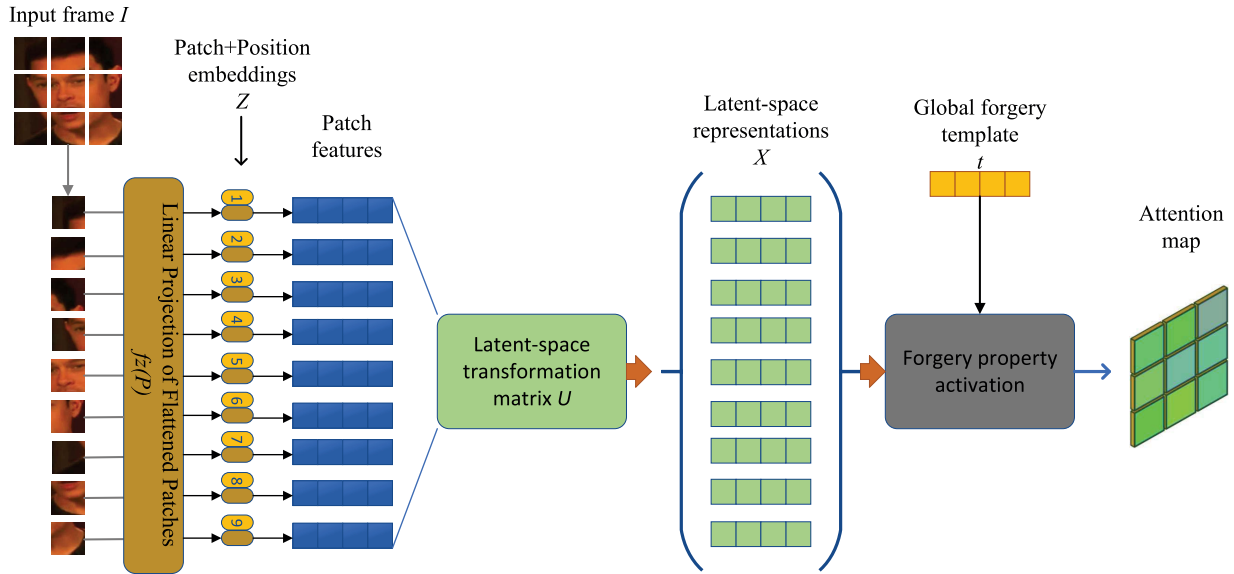 Input frame I
Patch+Position
embeddings
Z
Patch
features
Linear Projection of Flattened Patches
fz(P)
1
2
3
4
5
6
7
8
9
Latent-space
transformation
matrix U
Latent-space
representations
X
Global forgery
template
t
Forgery property
activation
Attention
map